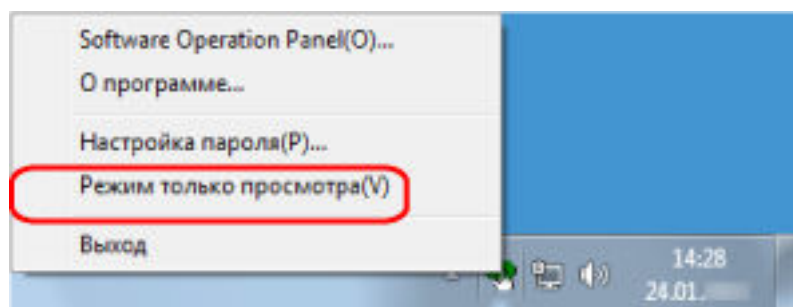 Software Operation Panel(O)...
О программе...
Настройка пароля(P)...
Режим только просмотра(V)
Выход
14:28
24.01.